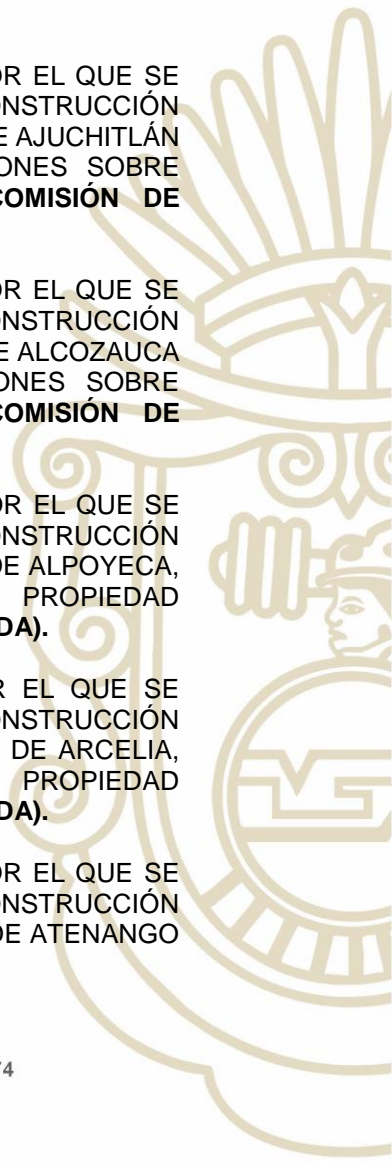 OR EL QUE SE
ONSTRUCCIÓN
E AJUCHITLÁN
ONES SOBRE
COMISIÓN DE
OR EL QUE SE
ONSTRUCCIÓN
E ALCOZAUCA
ONES SOBRE
COMISIÓN DE
OR EL QUE SE
ONSTRUCCIÓN
DE ALPOYECA,
PROPIEDAD
DA).
R EL QUE SE
ONSTRUCCIÓN
DE ARCELIA,
PROPIEDAD
DA).
OR EL QUE SE
ONSTRUCCIÓN
DE ATENANGO
74